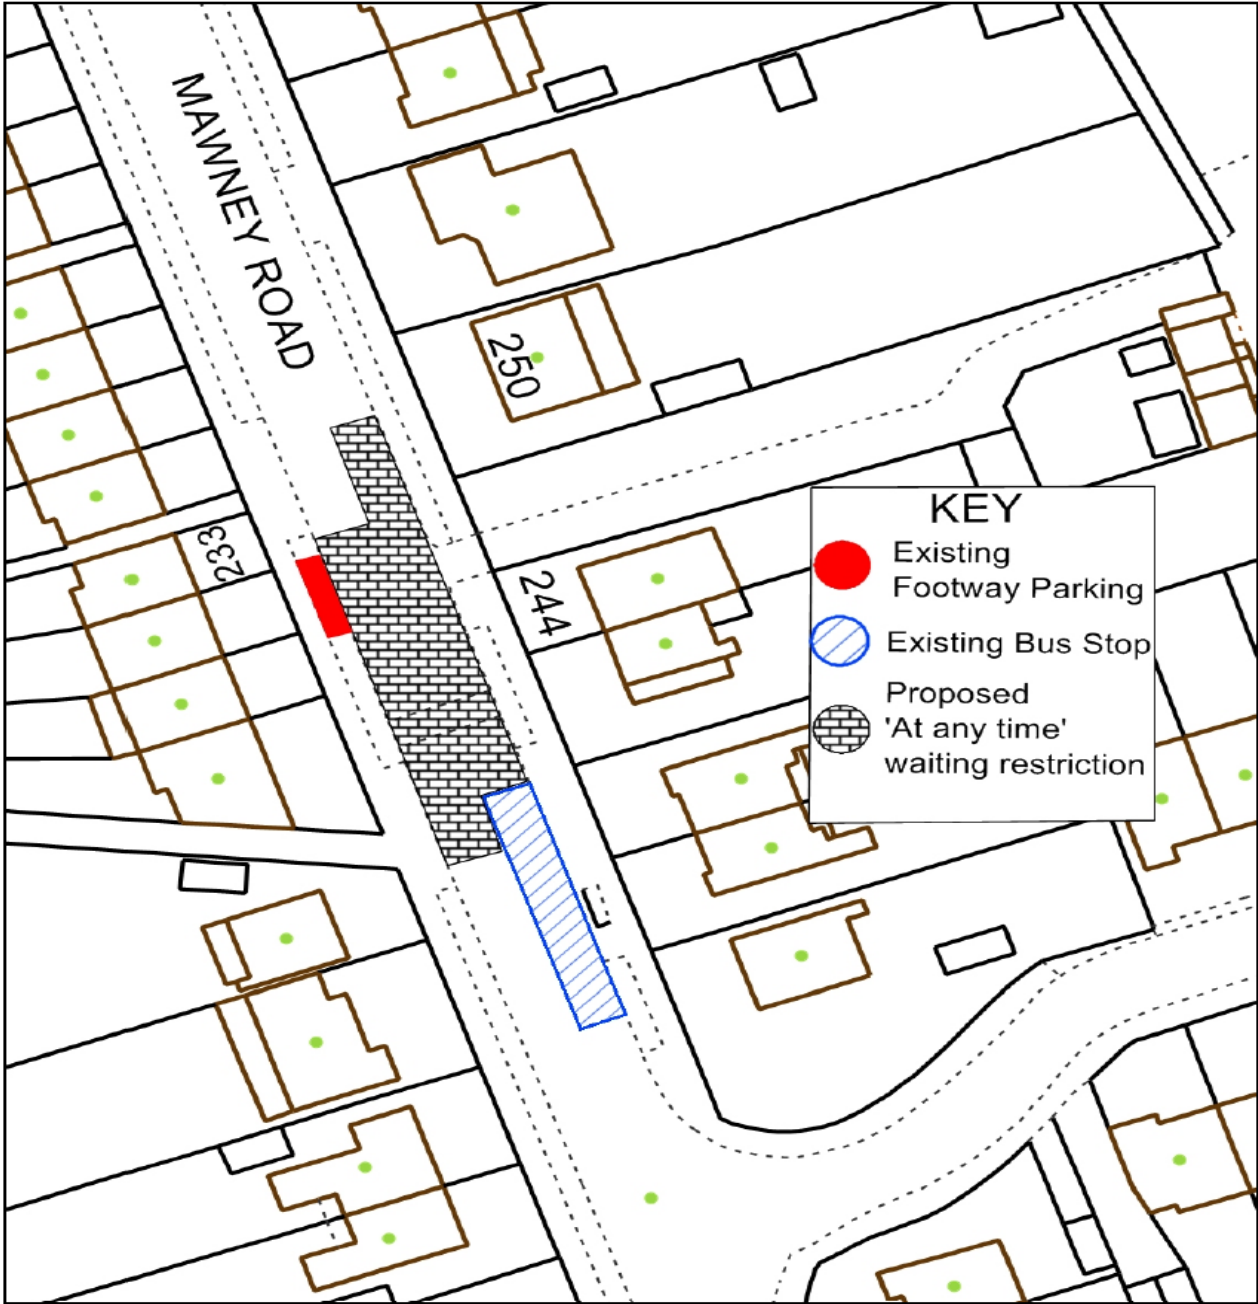 MAWNEY ROAD
250
233
244
KEY
Existing
Footway Parking
Existing Bus Stop
Proposed
'At any time'
waiting restriction